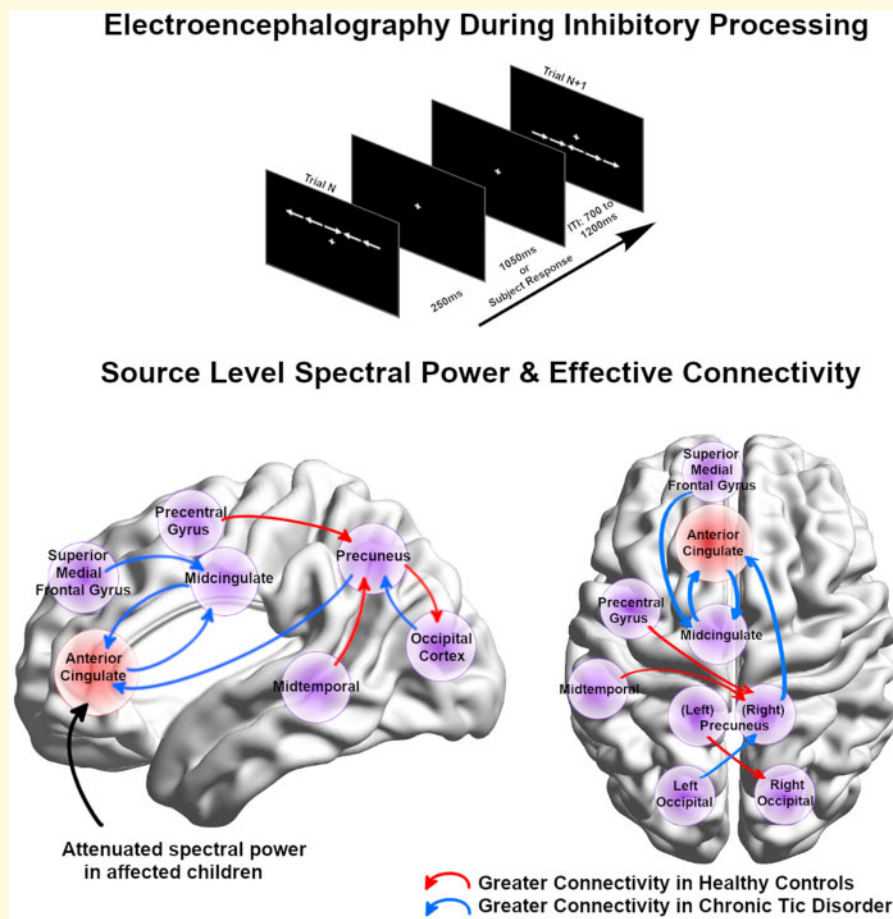 Electroencephalography During Inhibitory Processing
Trial N
250ms
1050ms
or
Subject Response
ITI: 700 to
1200ms
Trial N+1
Source Level Spectral Power & Effective Connectivity
Precentral
Gyrus
Superior
Medial
Frontal Gyrus
Midcingulate
Precuneus
Anterior
Cingulate
Midtemporal
Occipital
Cortex
Attenuated spectral power
in affected children
Superior
Medial
Frontal Gyrus
Anterior
Cingulate
Precentral
Gyrus
Midcingulate
Midtemporal
(Left) (Right)
Precuneus
Left
Occipital
Right
Occipital
Greater Connectivity in Healthy Controls
Greater Connectivity in Chronic Tic Disorder